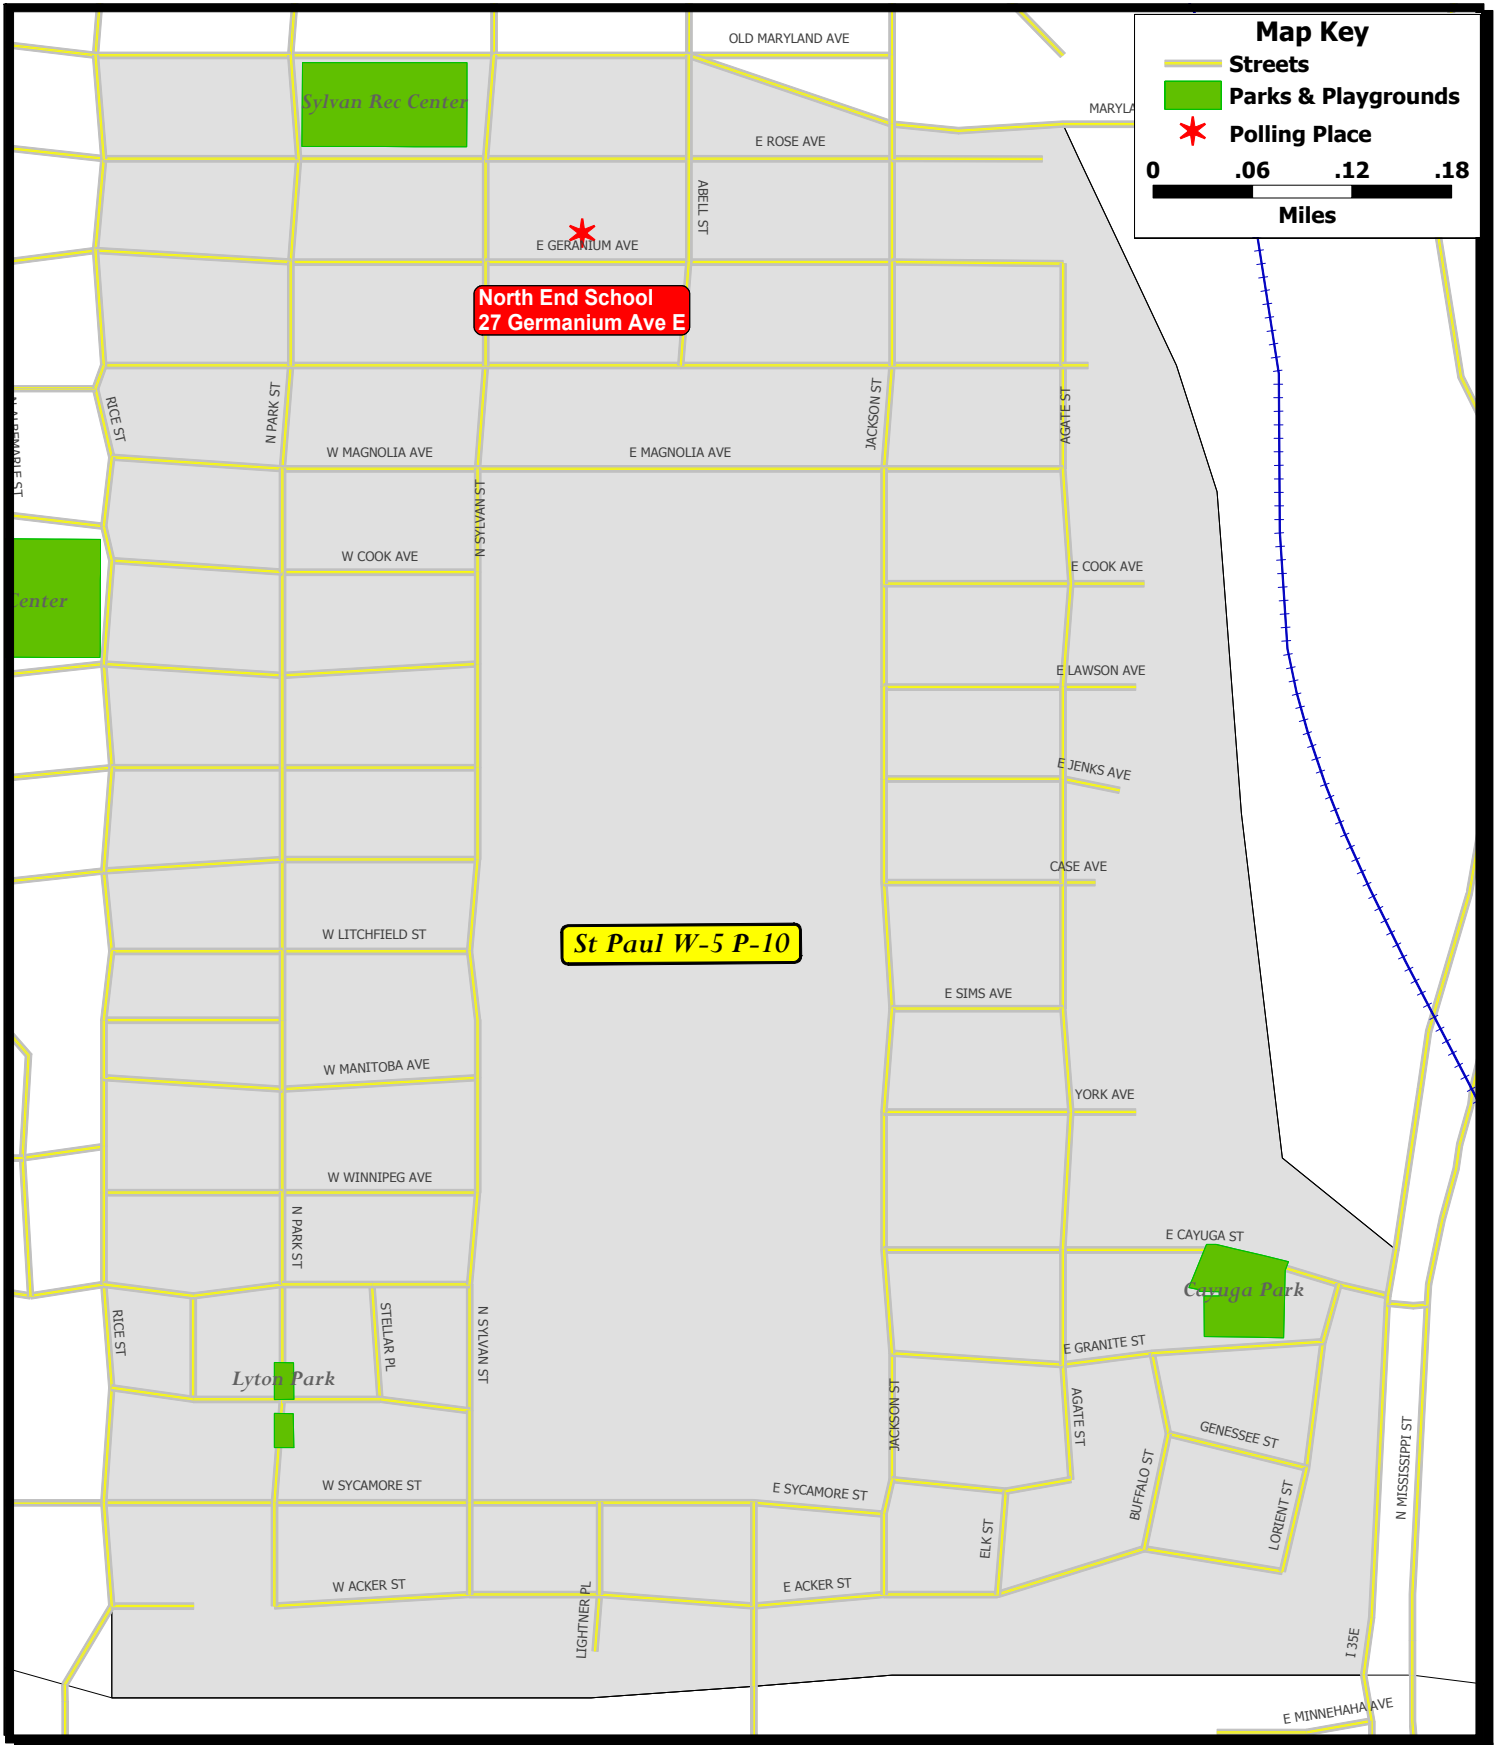 OLD MARYLAND AVE
Map Key
Streets
Parks & Playgrounds
Polling Place
0 .06 .12 .18
Miles
Sylvan Rec Center
MARYLA
E ROSE AVE
ABELL ST
E GERANIUM AVE
North End School
27 Germanium Ave E
RICE ST
N PARK ST
JACKSON ST
AGATE ST
N ALBEMARLE ST
W MAGNOLIA AVE
E MAGNOLIA AVE
N SYLVAN ST
W COOK AVE
E COOK AVE
Center
E LAWSON AVE
E JENKS AVE
CASE AVE
W LITCHFIELD ST
St Paul W-5 P-10
E SIMS AVE
W MANITOBA AVE
YORK AVE
W WINNIPEG AVE
N PARK ST
E CAYUGA ST
Cayuga Park
RICE ST
STELLAR PL
N SYLVAN ST
E GRANITE ST
Lyton Park
JACKSON ST
AGATE ST
GENESSEE ST
N MISSISSIPPI ST
BUFFALO ST
W SYCAMORE ST
E SYCAMORE ST
LORIENT ST
ELK ST
W ACKER ST
E ACKER ST
LIGHTNER PL
I 35E
E MINNEHAHA AVE